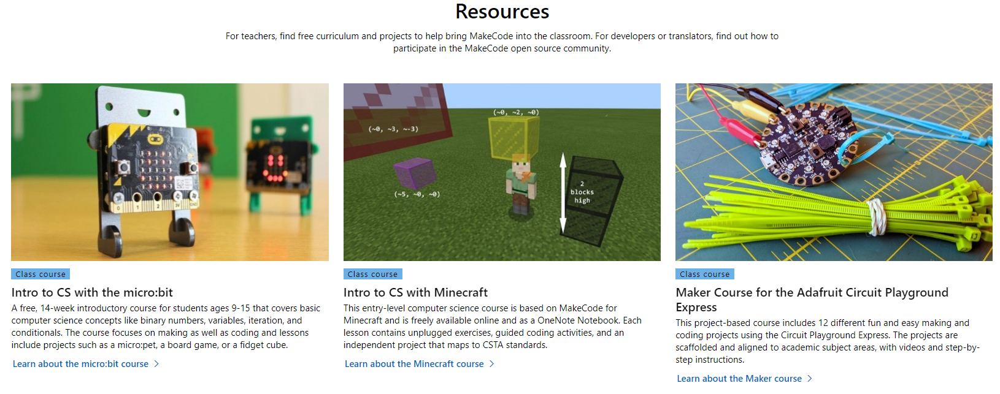 Resources
For teachers, find free curriculum and projects to help bring MakeCode into the classroom. For developers or translators, find out how to
participate in the MakeCode open source community.
0 1 2 3V GND
(~0, ~3, ~-3)
(~0, ~2, ~0)
(~5, ~0, ~0)
2
blocks
high
Class course
Intro to CS with the micro:bit
A free, 14-week introductory course for students ages 9-15 that covers basic
computer science concepts like binary numbers, variables, iteration, and
conditionals. The course focuses on making as well as coding and lessons
include projects such as a micro:pet, a board game, or a fidget cube.
Learn about the micro:bit course
Class course
Intro to CS with Minecraft
This entry-level computer science course is based on MakeCode for
Minecraft and is freely available online and as a OneNote Notebook. Each
lesson contains unplugged exercises, guided coding activities, and an
independent project that maps to CSTA standards.
Learn about the Minecraft course
Class course
Maker Course for the Adafruit Circuit Playground
Express
This project-based course includes 12 different fun and easy making and
coding projects using the Circuit Playground Express. The projects are
scaffolded and aligned to academic subject areas, with videos and step-by-
step instructions.
Learn about the Maker course